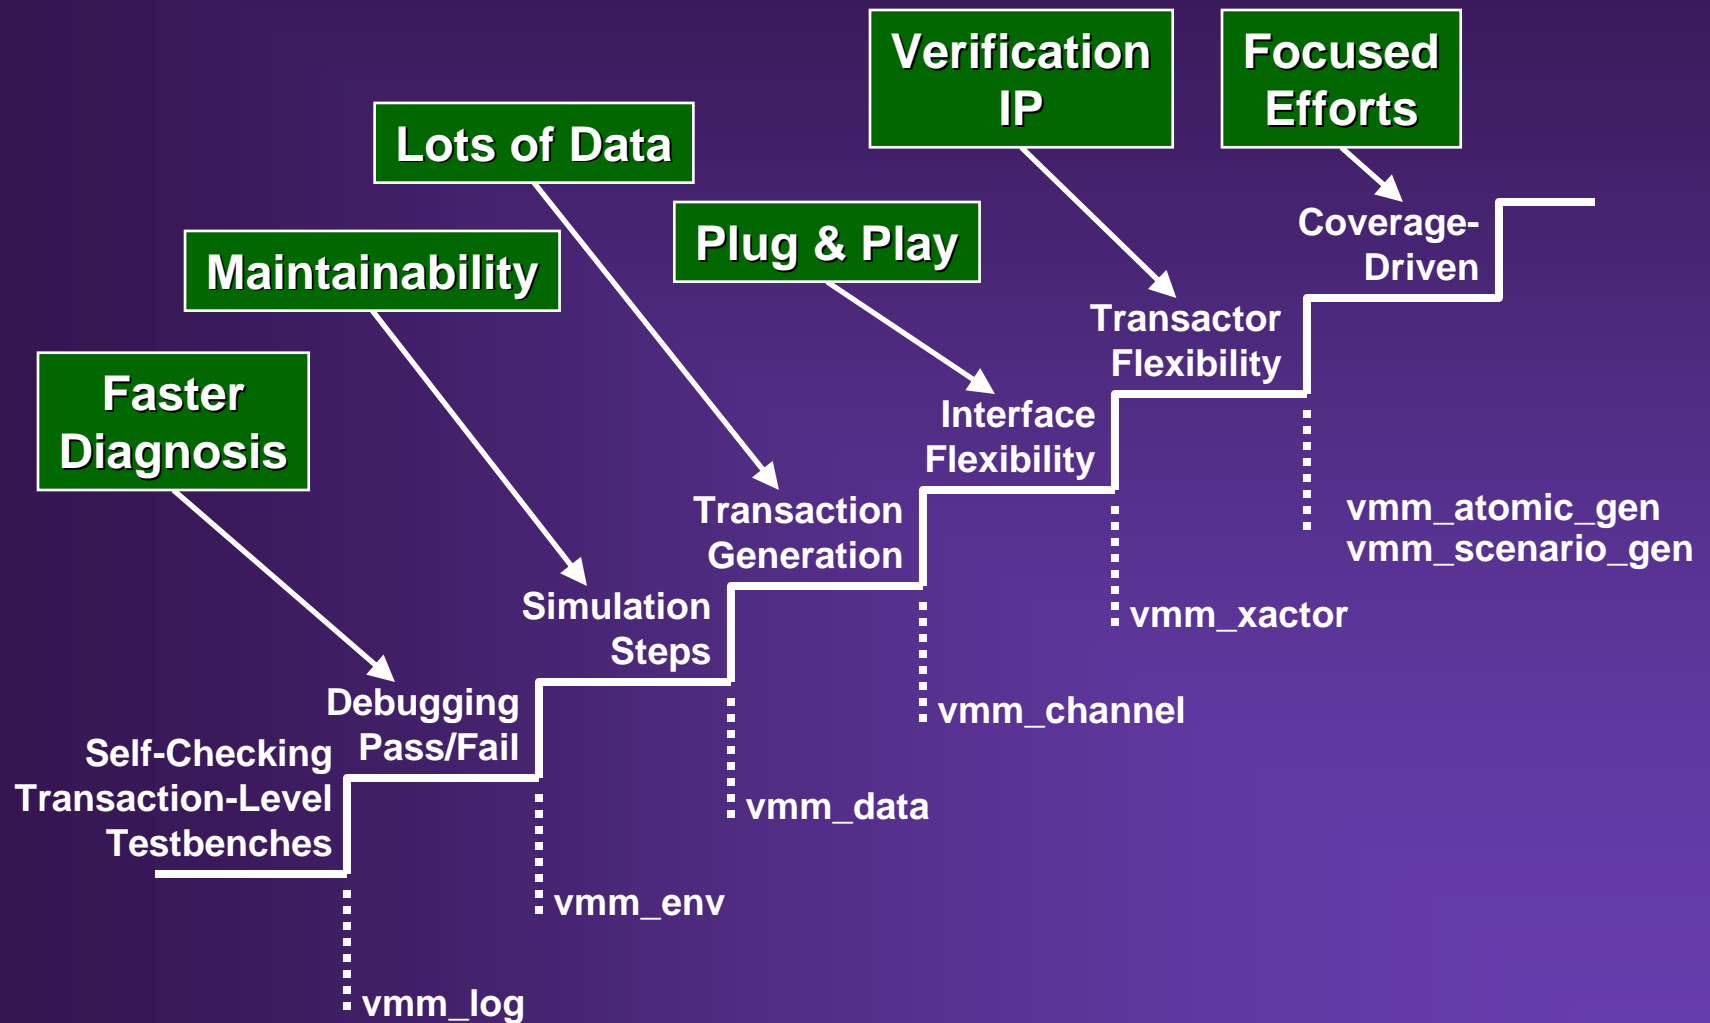 Verification
IP
Focused
Efforts
Lots of Data
Plug & Play
Maintainability
Faster
Diagnosis
Coverage-
Driven
Transactor
Flexibility
Interface
Flexibility
Transaction
Generation
Simulation
Steps
Debugging
Pass/Fail
Self-Checking
Transaction-Level
Testbenches
vmm_atomic_gen
vmm_scenario_gen
vmm_xactor
vmm_channel
vmm_data
vmm_env
vmm_log